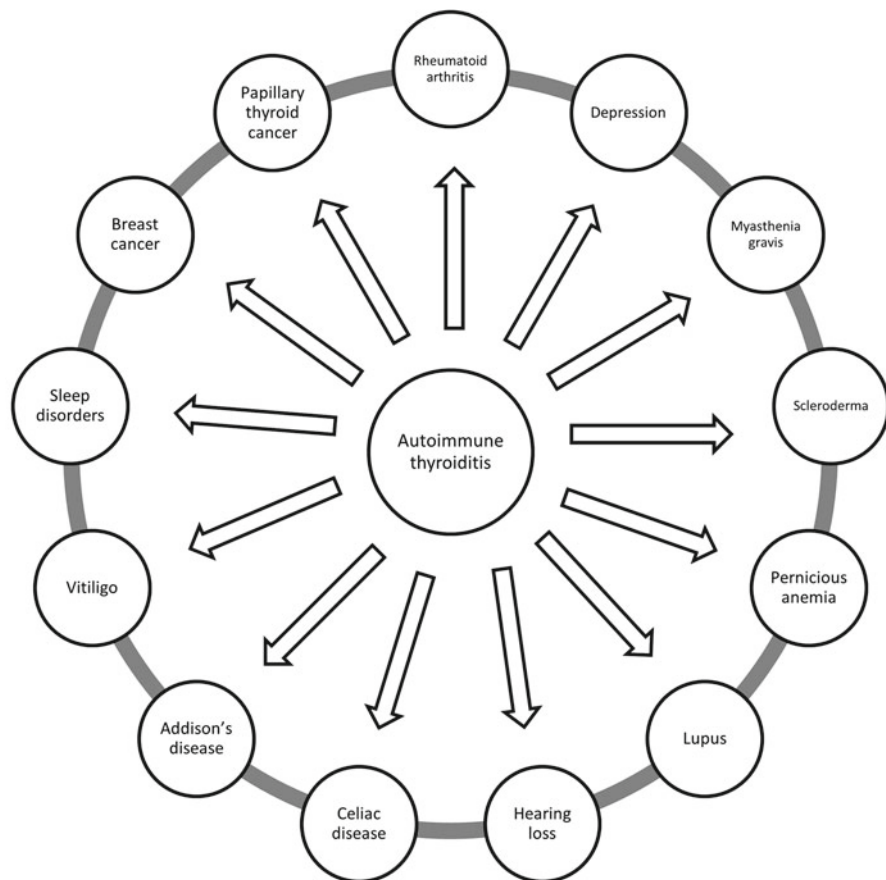 Rheumatoid
arthritis
Depression
Myasthenia
gravis
Scleroderma
Pernicious
anemia
Lupus
Hearing
loss
Celiac
disease
Addison’s
disease
Vitiligo
Sleep
disorders
Breast
cancer
Papillary
thyroid
cancer
Autoimmune
thyroiditis